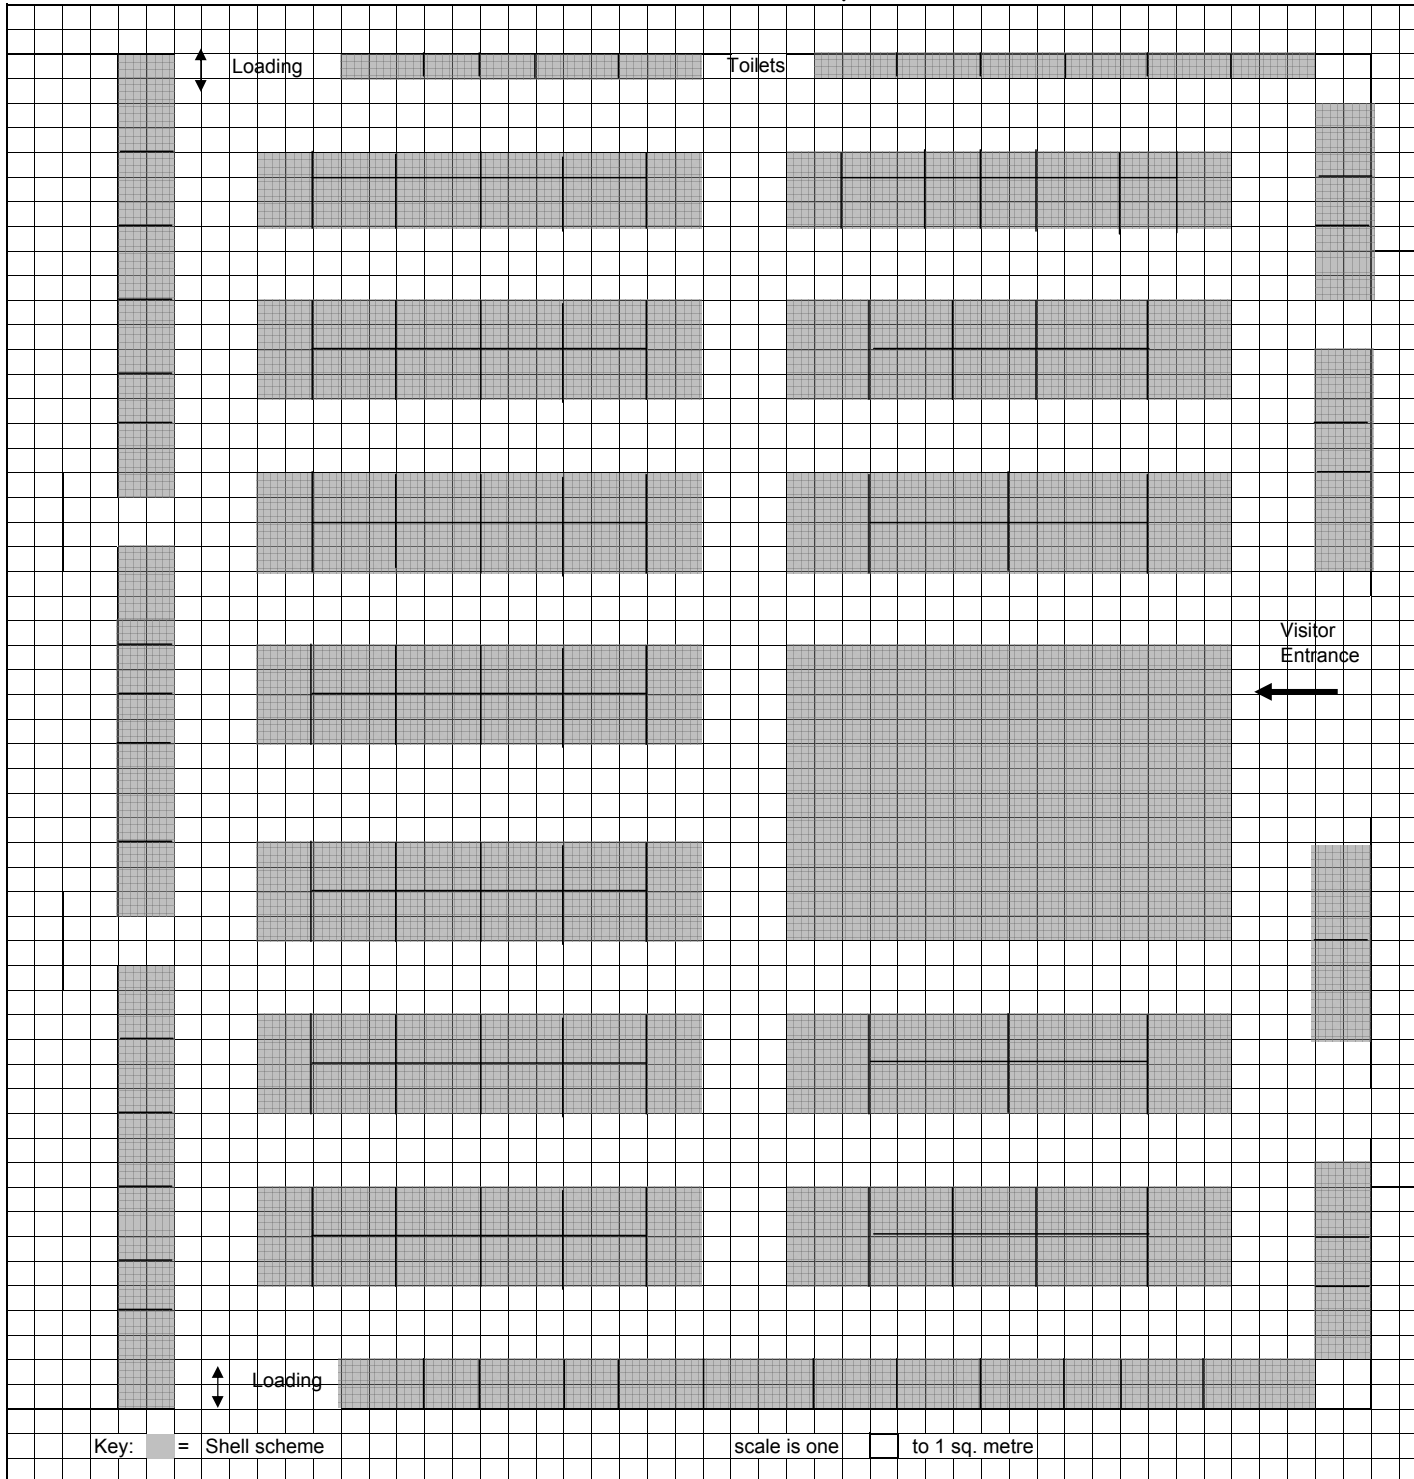 Loading
Toilets
Visitor
Entrance
Loading
Key: = Shell scheme
scale is one to 1 sq. metre